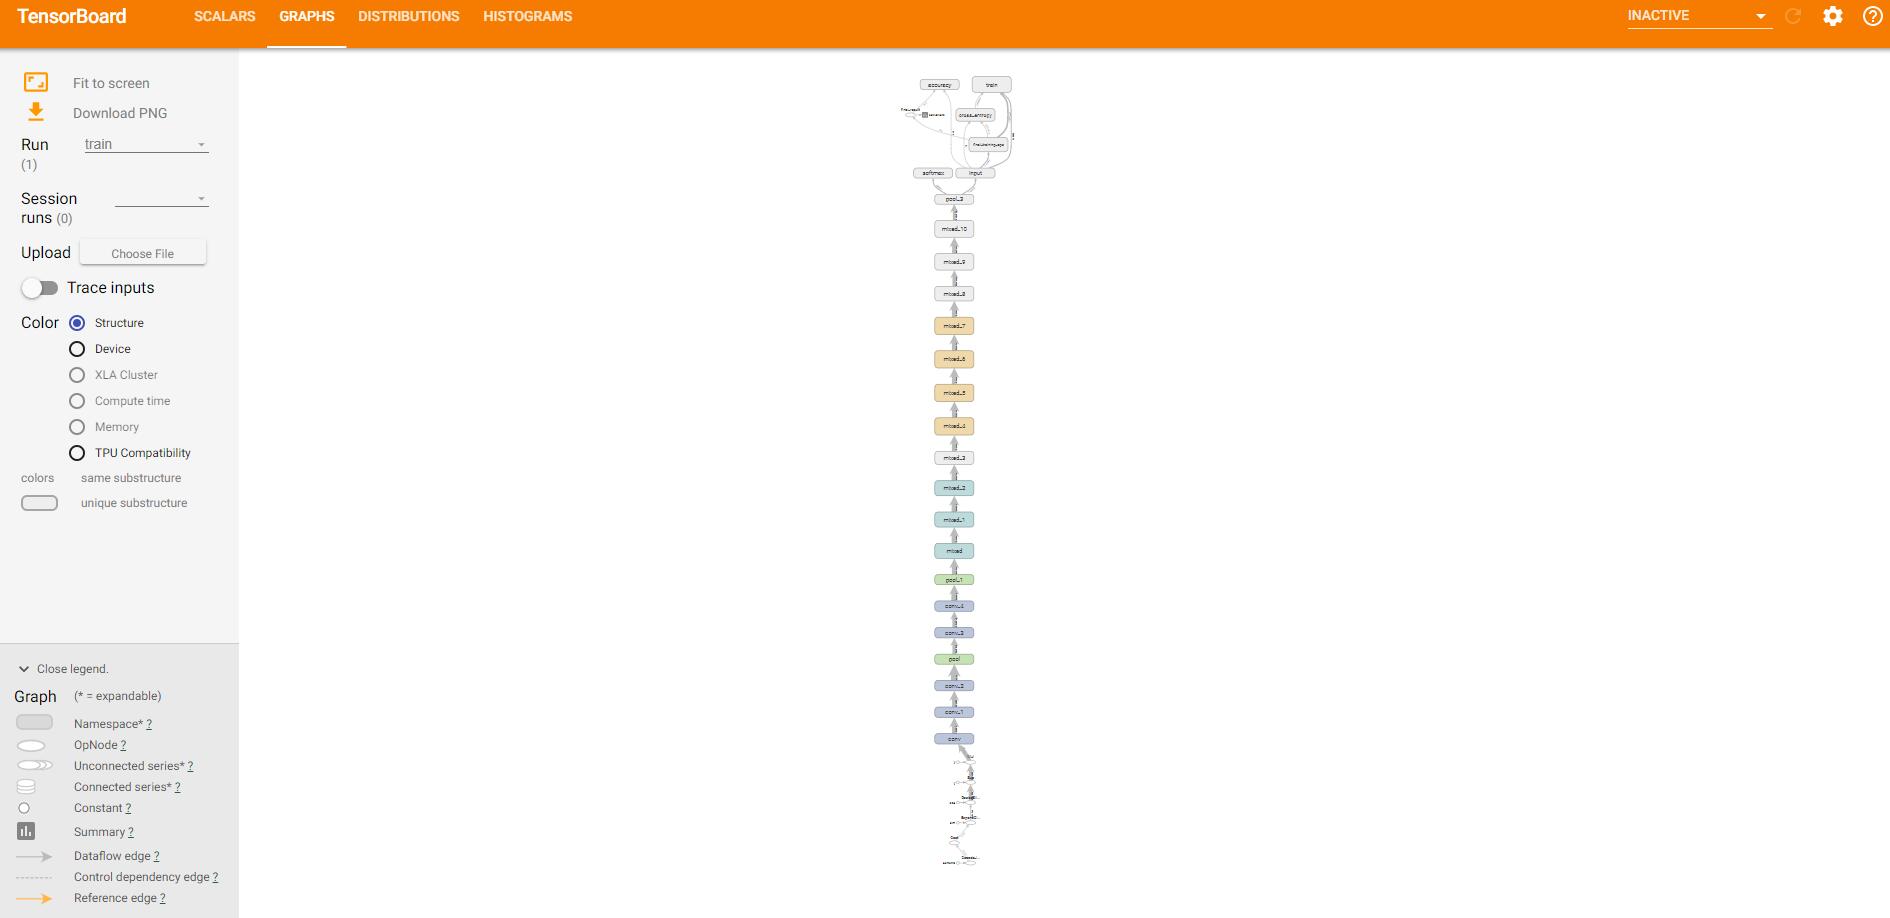 TensorBoard
SCALARS
GRAPHS
DISTRIBUTIONS
HISTOGRAMS
INACTIVE
Fit to screen
Download PNG
Run
(1)
train
Session
runs (0)
Upload
Choose File
Trace inputs
Color
Structure
Device
XLA Cluster
Compute time
Memory
TPU Compatibility
colors
same substructure
unique substructure
Close legend.
Graph
(* = expandable)
Namespace* ?
OpNode ?
Unconnected series* ?
Connected series* ?
Constant ?
Summary ?
Dataflow edge ?
Control dependency edge ?
Reference edge ?
accuracy
train
cross_entropy
softmax
input
pool_3
mixed_10
mixed_9
mixed_8
mixed_7
mixed_6
mixed_5
mixed_4
mixed_3
mixed_2
mixed_1
mixed
pool_1
conv_4
conv_3
pool
conv_2
conv_1
conv